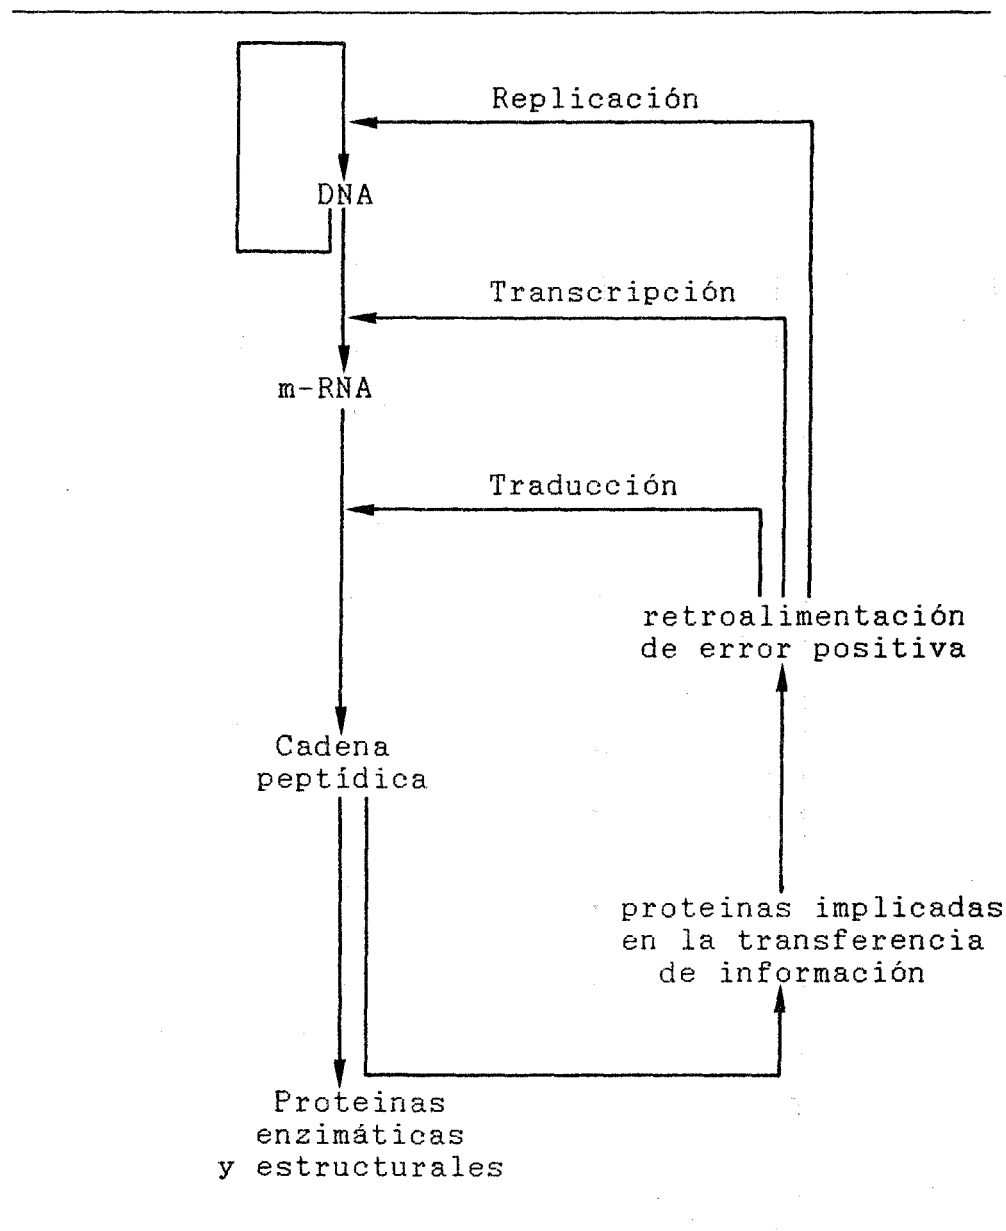 Replicación
DNA
Transcripción
m-RNA
Traducción
retroalimentación
de error positiva
Cadena
peptídica
proteinas implicadas
en la transferencia
de información
Proteinas
enzimáticas
y estructurales